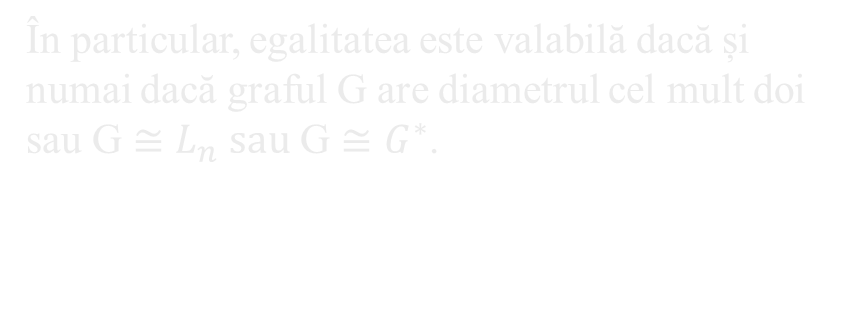 În particular, egalitatea este valabilă dacă și
numai dacă graful G are diametrul cel mult doi
sau G ≅ 𝐿ₙ sau G ≅ 𝐺*.